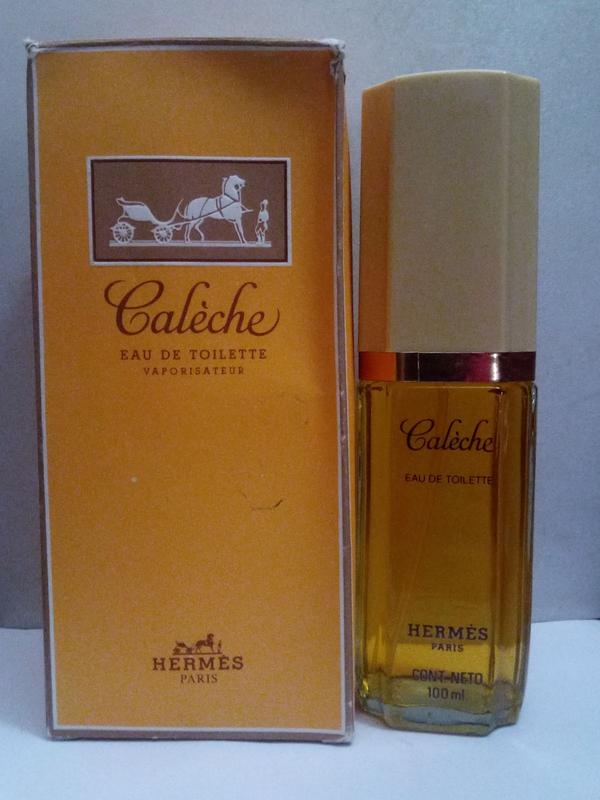 Calèche
EAU DE TOILETTE
VAPORISATEUR
HERMÈS
PARIS
Calèche
EAU DE TOILETTE
HERMÈS
PARIS
CONT-NETO
100 ml